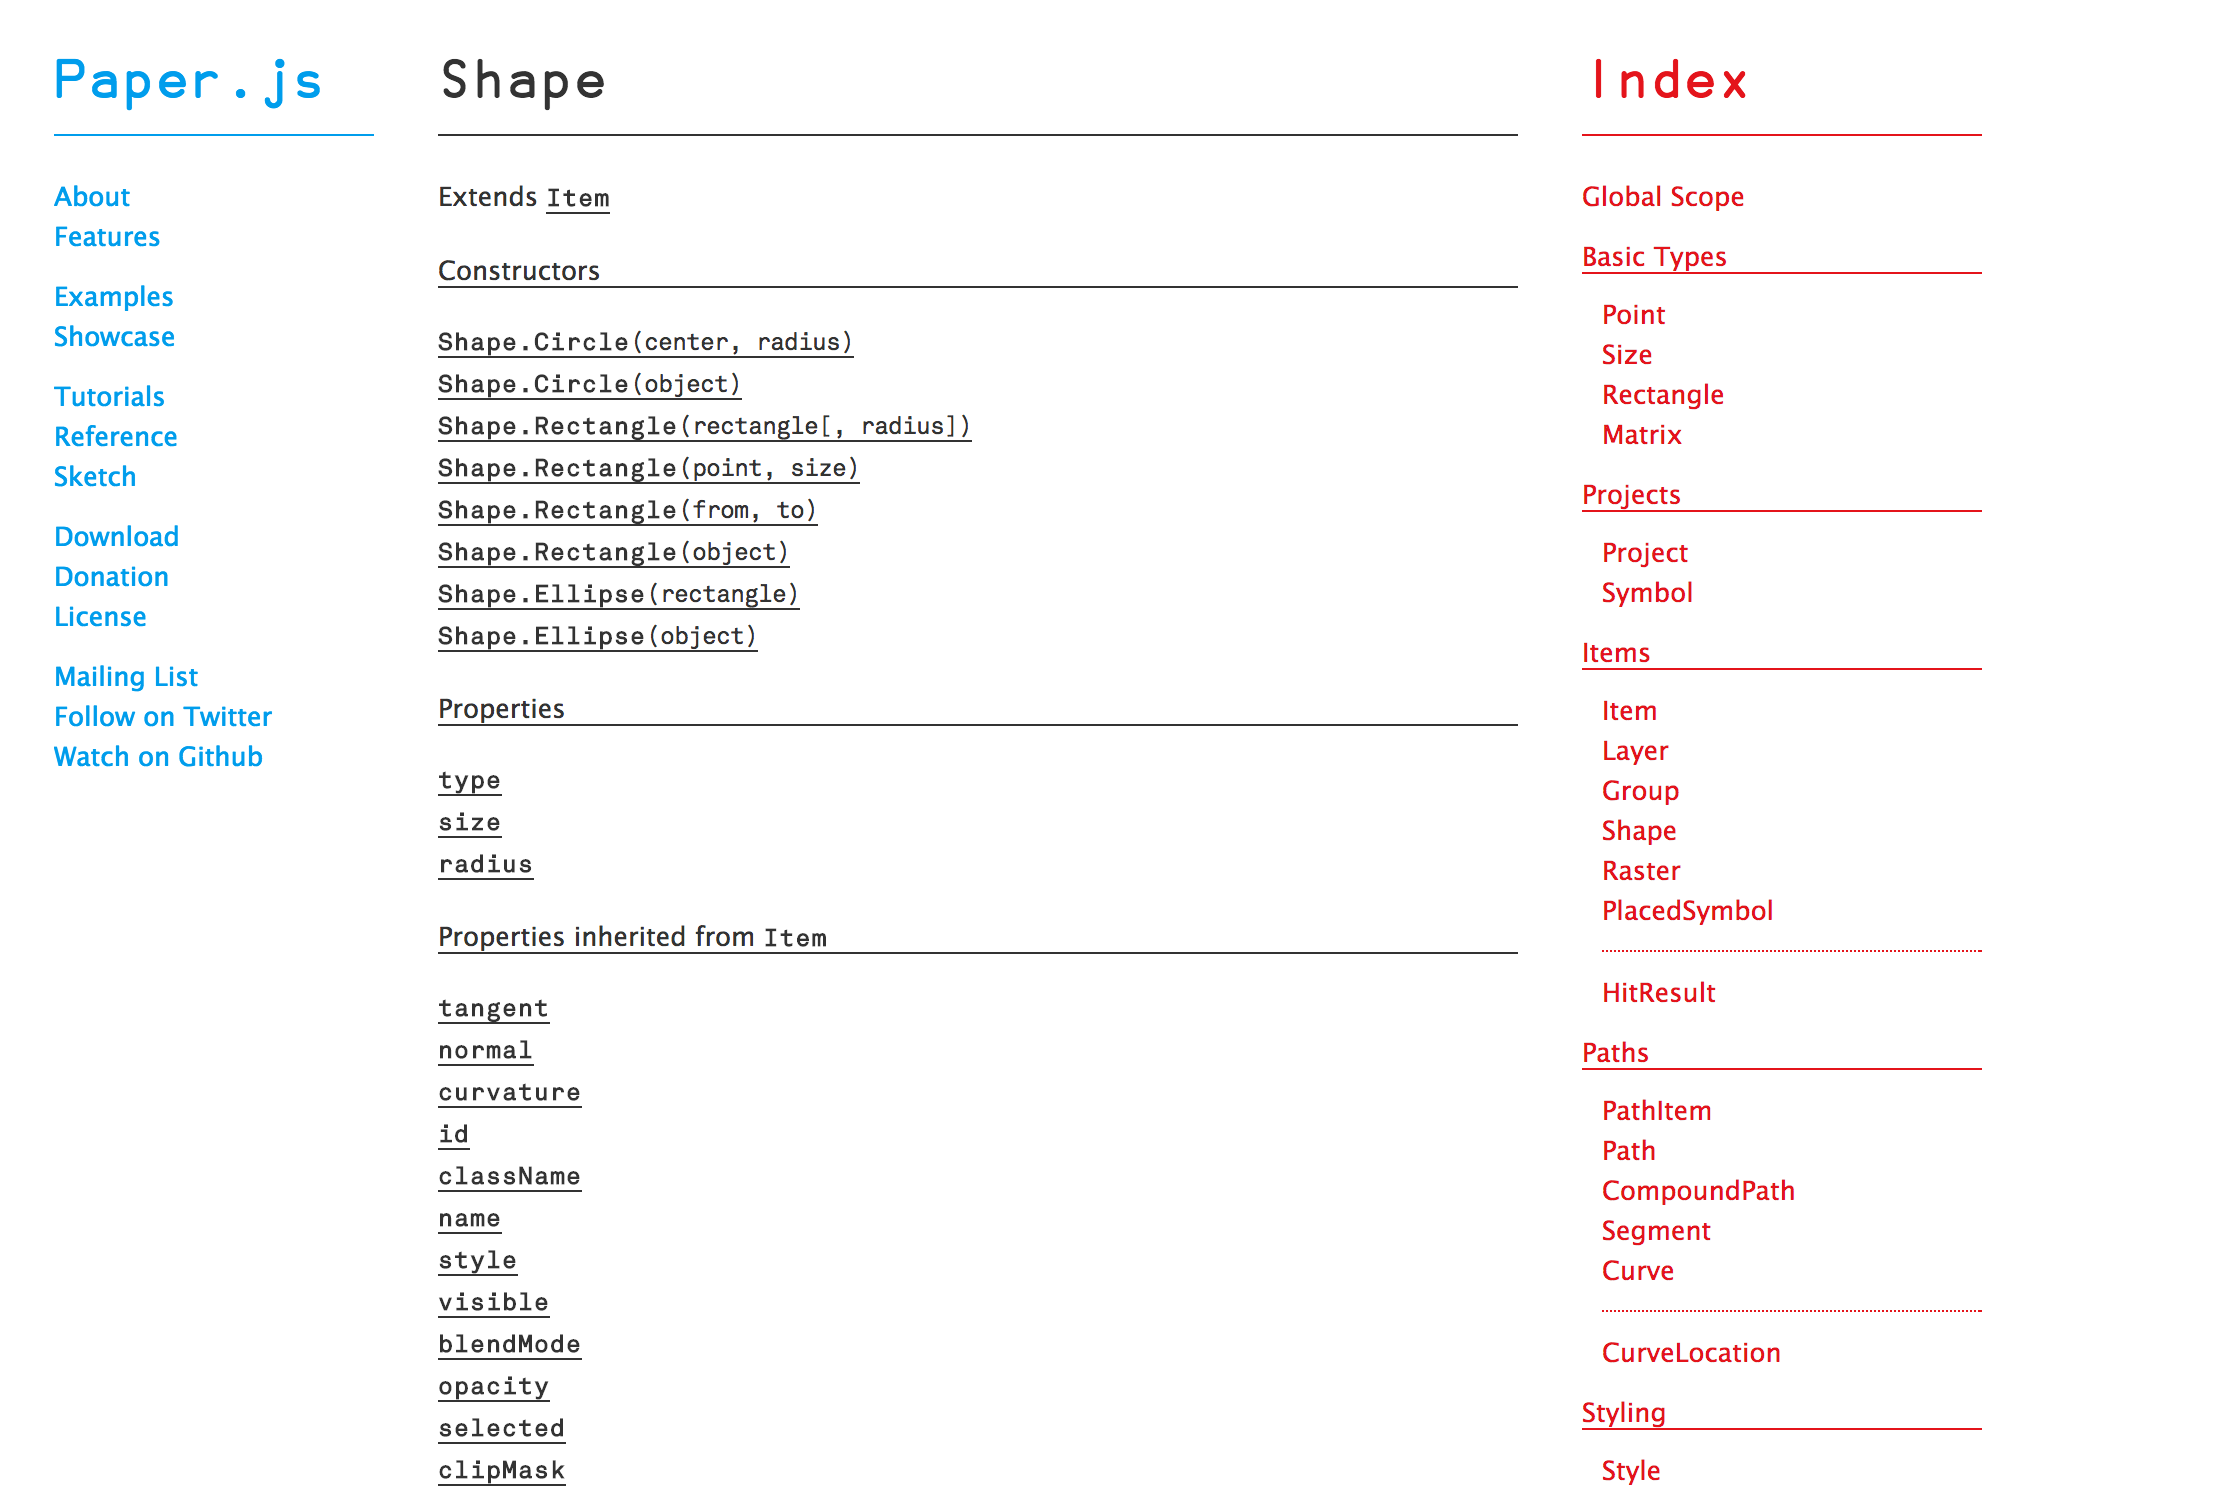 Paper.js
About
Features
Examples
Showcase
Tutorials
Reference
Sketch
Download
Donation
License
Mailing List
Follow on Twitter
Watch on Github
Shape
Extends Item
Constructors
Shape.Circle(center, radius)
Shape.Circle(object)
Shape.Rectangle(rectangle[, radius])
Shape.Rectangle(point, size)
Shape.Rectangle(from, to)
Shape.Rectangle(object)
Shape.Ellipse(rectangle)
Shape.Ellipse(object)
Properties
type
size
radius
Properties inherited from Item
tangent
normal
curvature
id
className
name
style
visible
blendMode
opacity
selected
clipMask
Index
Global Scope
Basic Types
Point
Size
Rectangle
Matrix
Projects
Project
Symbol
Items
Item
Layer
Group
Shape
Raster
PlacedSymbol
HitResult
Paths
PathItem
Path
CompoundPath
Segment
Curve
CurveLocation
Styling
Style